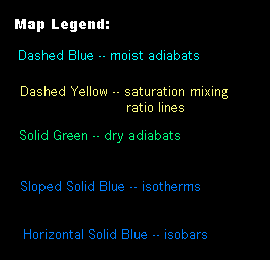 Map Legend:
Dashed Blue -- moist adiabats
Dashed Yellow -- saturation mixing
ratio lines
Solid Green -- dry adiabats
Sloped Solid Blue -- isotherms
Horizontal Solid Blue -- isobars